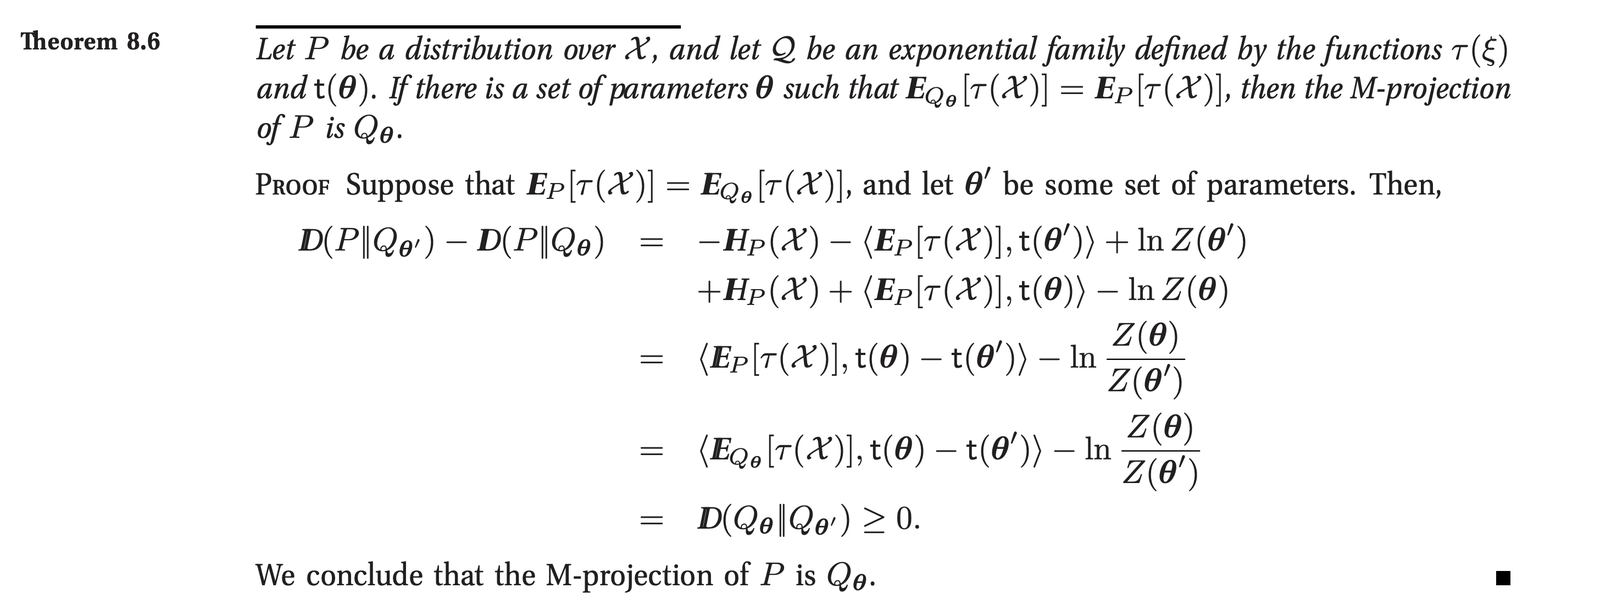 Theorem 8.6
Let P be a distribution over 𝒳, and let 𝒬 be an exponential family defined by the functions τ(ξ)
and t(θ). If there is a set of parameters θ such that E_{Q_θ}[τ(𝒳)] = E_P[τ(𝒳)], then the M-projection
of P is Q_θ.
PROOF Suppose that E_P[τ(𝒳)] = E_{Q_θ}[τ(𝒳)], and let θ′ be some set of parameters. Then,
D(P‖Q_{θ′}) − D(P‖Q_θ) = −H_P(𝒳) − ⟨E_P[τ(𝒳)], t(θ′)⟩ + ln Z(θ′)
+H_P(𝒳) + ⟨E_P[τ(𝒳)], t(θ)⟩ − ln Z(θ)
= ⟨E_P[τ(𝒳)], t(θ) − t(θ′)⟩ − ln Z(θ)/Z(θ′)
= ⟨E_{Q_θ}[τ(𝒳)], t(θ) − t(θ′)⟩ − ln Z(θ)/Z(θ′)
= D(Q_θ‖Q_{θ′}) ≥ 0.
We conclude that the M-projection of P is Q_θ. ■